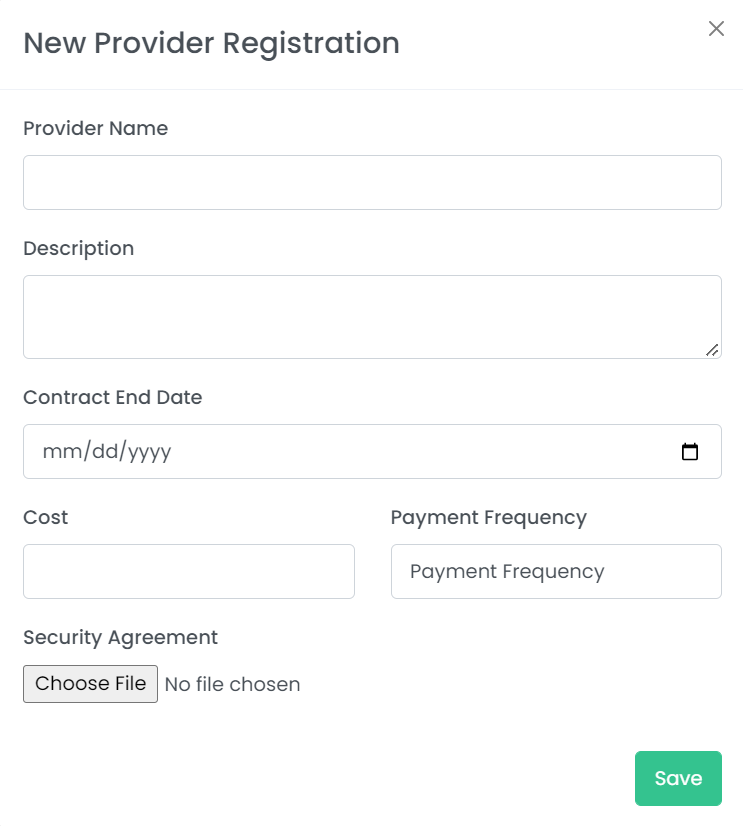 New Provider Registration
Provider Name
Description
Contract End Date
mm/dd/yyyy
Cost
Payment Frequency
Payment Frequency
Security Agreement
Choose File No file chosen
Save